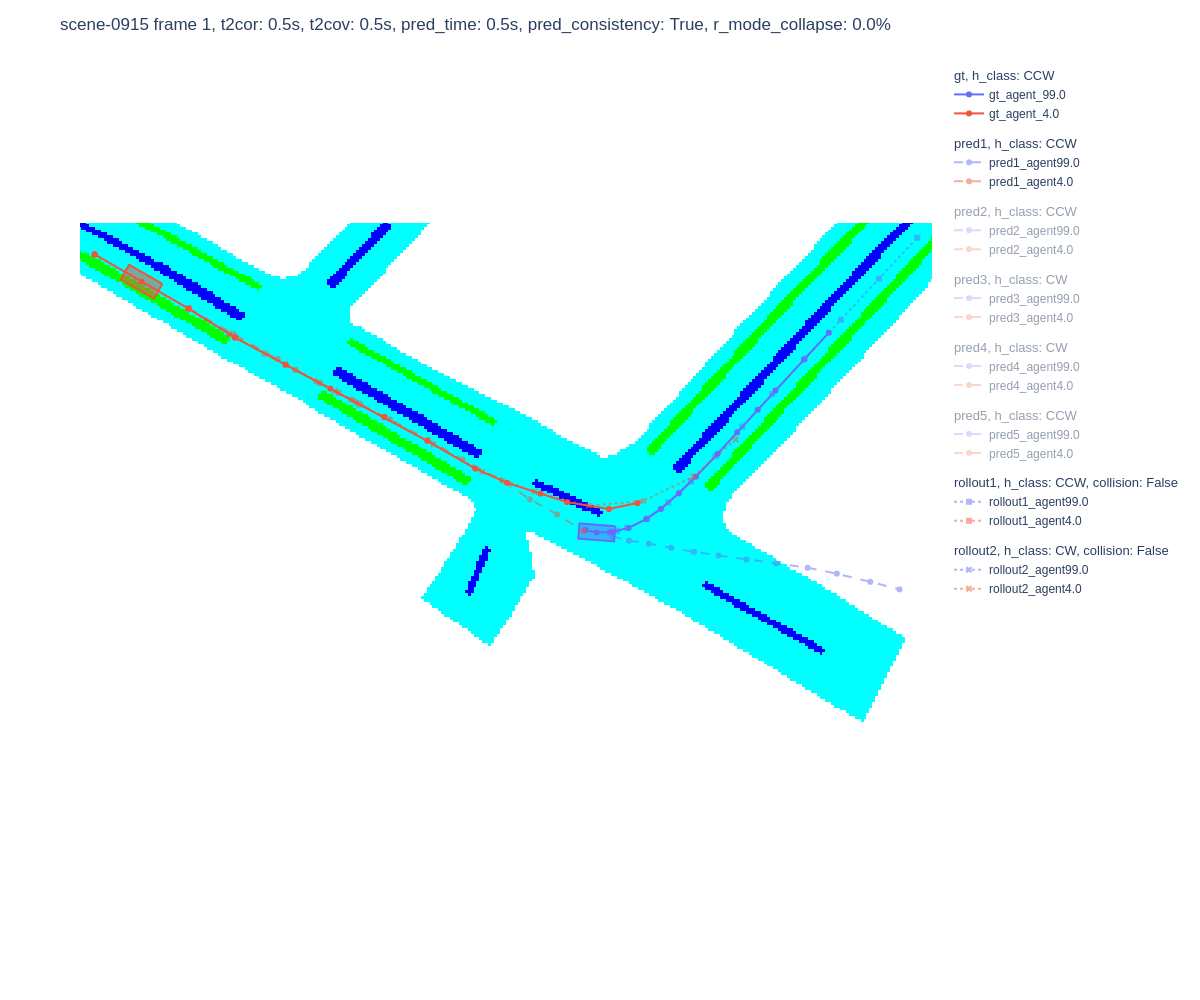 scene-0915 frame 1, t2cor: 0.5s, t2cov: 0.5s, pred_time: 0.5s, pred_consistency: True, r_mode_collapse: 0.0%
gt, h_class: CCW
gt_agent_99.0
gt_agent_4.0
pred1, h_class: CCW
pred1_agent99.0
pred1_agent4.0
pred2, h_class: CCW
pred2_agent99.0
pred2_agent4.0
pred3, h_class: CW
pred3_agent99.0
pred3_agent4.0
pred4, h_class: CW
pred4_agent99.0
pred4_agent4.0
pred5, h_class: CCW
pred5_agent99.0
pred5_agent4.0
rollout1, h_class: CCW, collision: False
rollout1_agent99.0
rollout1_agent4.0
rollout2, h_class: CW, collision: False
rollout2_agent99.0
rollout2_agent4.0